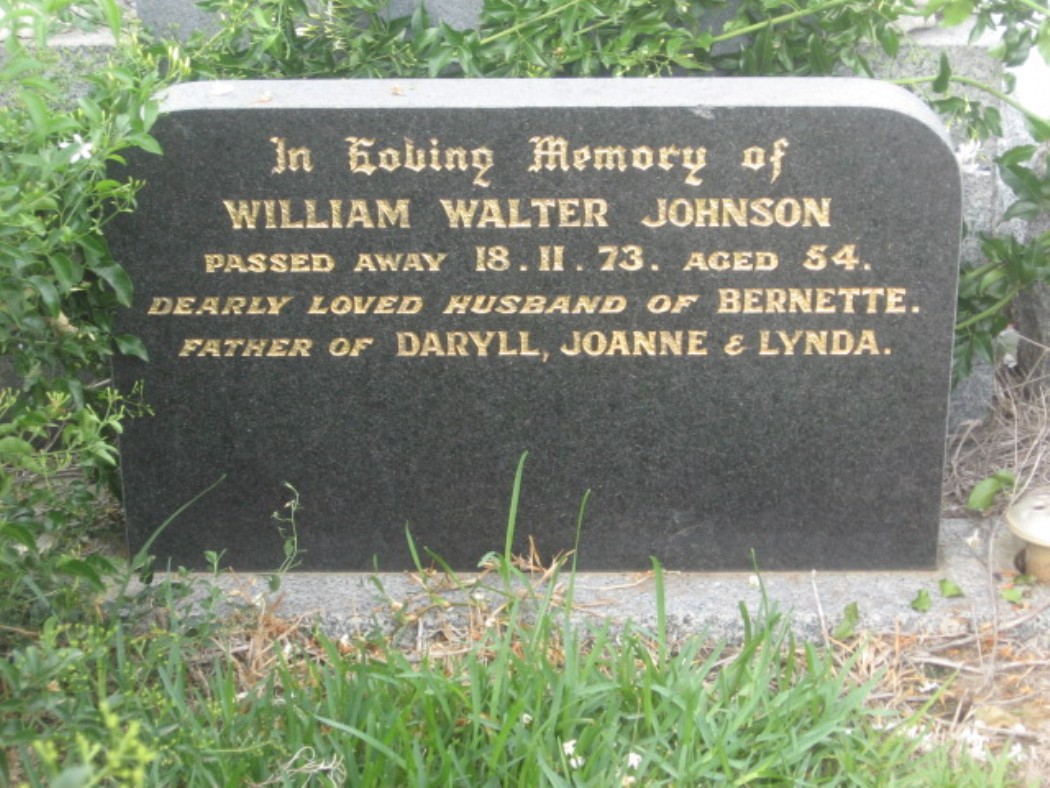 In Loving Memory of
WILLIAM WALTER JOHNSON
PASSED AWAY 18.11.73. AGED 54.
DEARLY LOVED HUSBAND OF BERNETTE.
FATHER OF DARYLL, JOANNE & LYNDA.